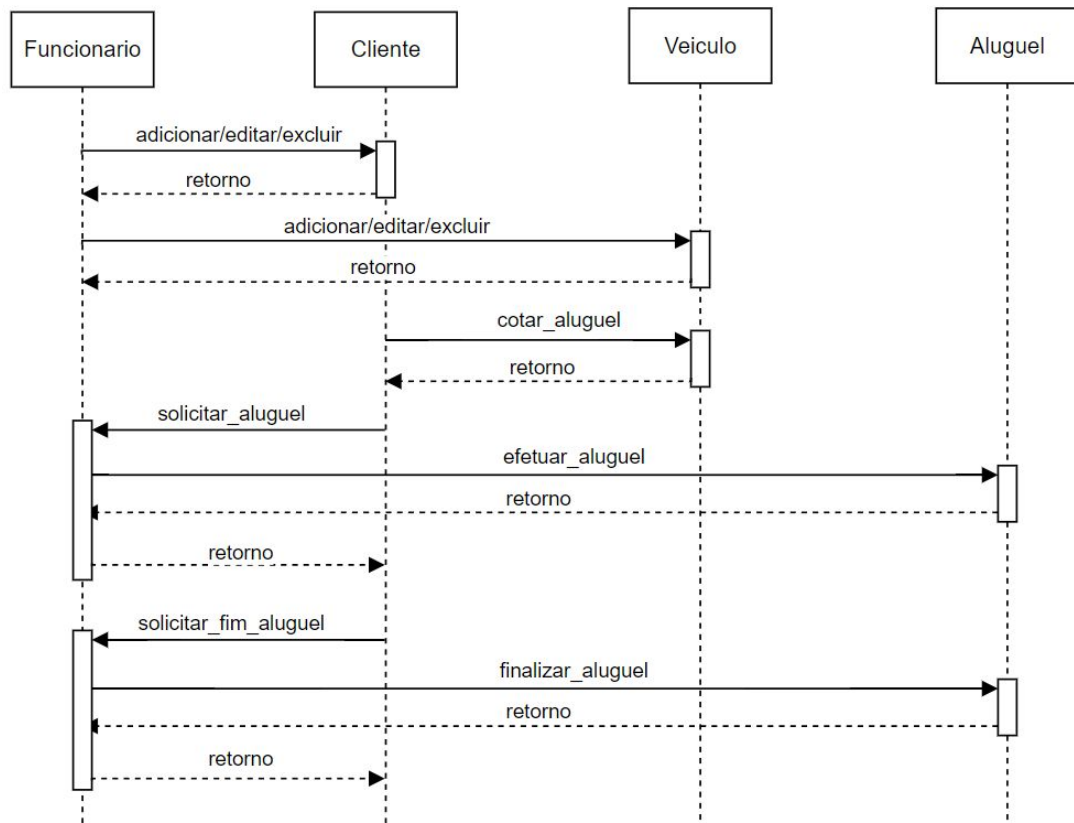 Funcionario
Cliente
Veiculo
Aluguel
adicionar/editar/excluir
retorno
adicionar/editar/excluir
retorno
cotar_aluguel
retorno
solicitar_aluguel
efetuar_aluguel
retorno
retorno
solicitar_fim_aluguel
finalizar_aluguel
retorno
retorno